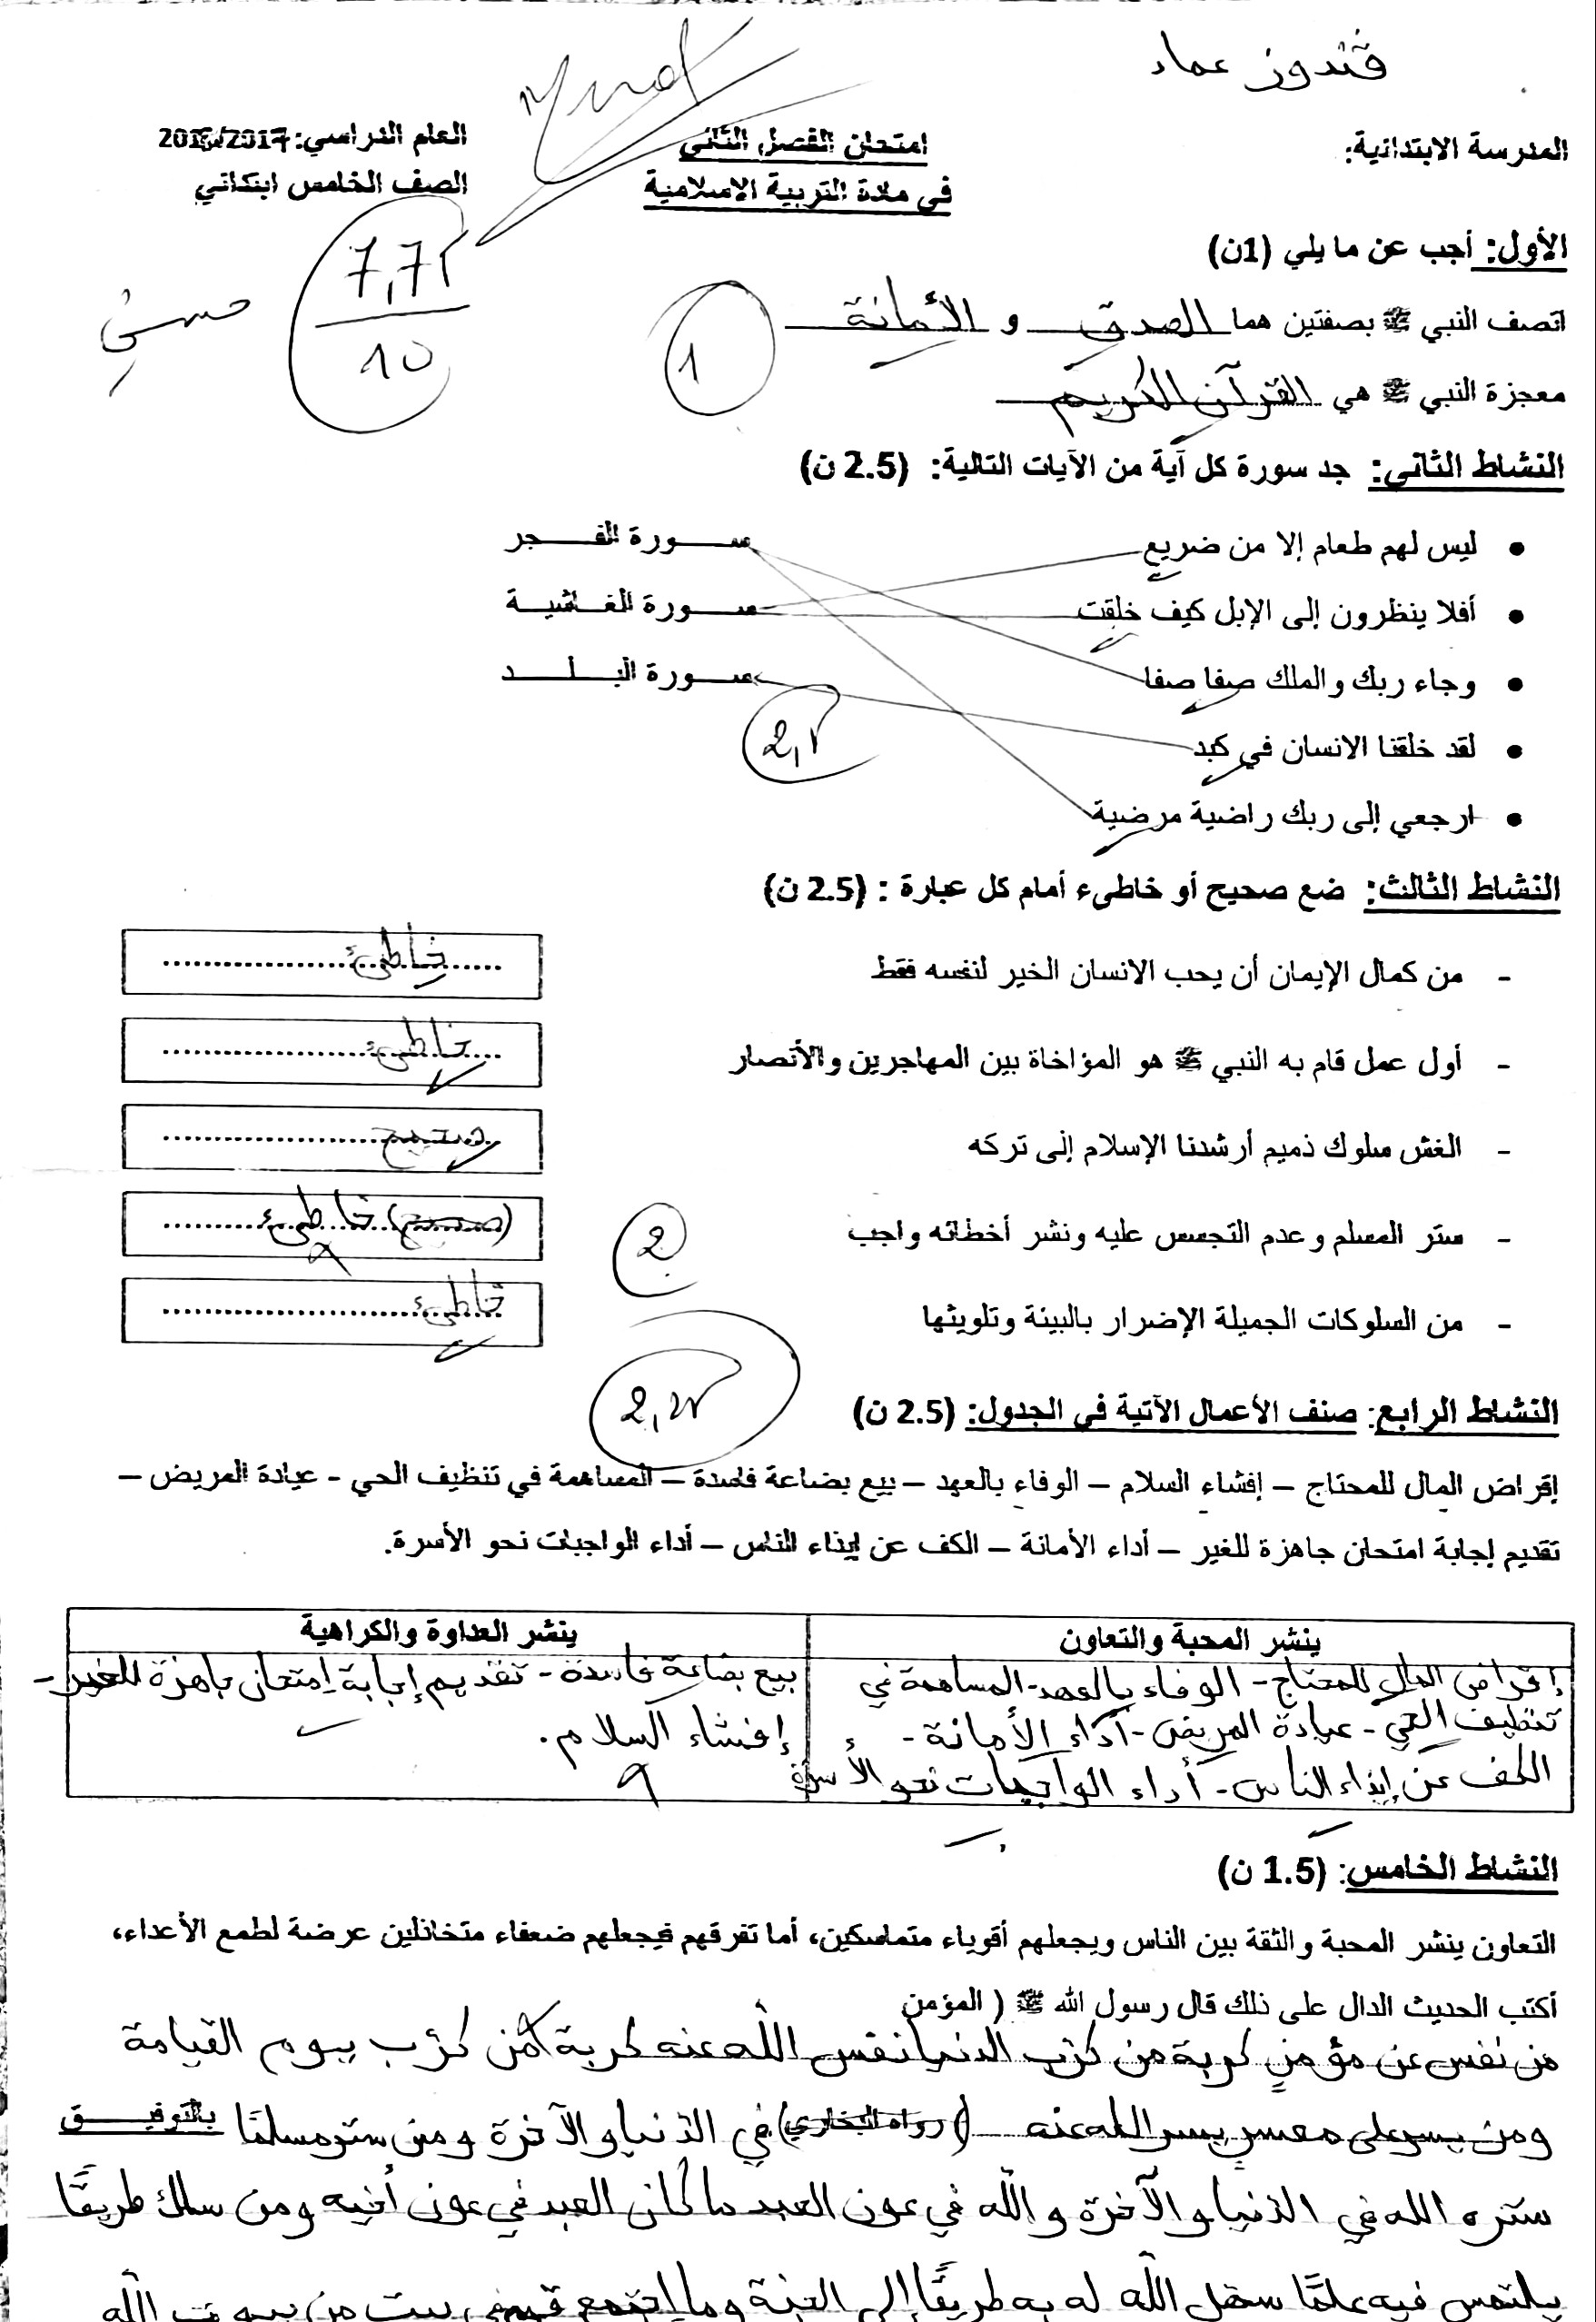 قندوز عماد
المدرسة الابتدائية:
امتحان الفصل الثاني
العام الدراسي: 2016/2017
في مادة التربية الإسلامية
الصف الخامس ابتدائي
7,75
10
حسن
الأول: أجب عن ما يلي (1ن)
اتصف النبي ﷺ بصفتين هما الصدق و الأمانة
1
معجزة النبي ﷺ هي القرآن الكريم
النشاط الثاني: جد سورة كل آية من الآيات التالية: (2.5 ن)
• ليس لهم طعام إلا من ضريع سورة الفجر
• أفلا ينظرون إلى الإبل كيف خلقت سورة الغاشية
• وجاء ربك والملك صفا صفا سورة البلد
• لقد خلقنا الانسان في كبد
2,5
• ارجعي إلى ربك راضية مرضية
النشاط الثالث: ضع صحيح أو خاطىء أمام كل عبارة : (2.5 ن)
- من كمال الإيمان أن يحب الانسان الخير لنفسه فقط خاطئ
- أول عمل قام به النبي ﷺ هو المؤاخاة بين المهاجرين والأنصار خاطئ
- الغش سلوك ذميم أرشدنا الإسلام إلى تركه صحيح
- ستر المسلم وعدم التجسس عليه ونشر أخطائه واجب (صحيح) خاطئ
2
- من السلوكات الجميلة الإضرار بالبيئة وتلويثها خاطئ
النشاط الرابع: صنف الأعمال الآتية في الجدول: (2.5 ن)
2,25
إقراض المال للمحتاج – إفشاء السلام – الوفاء بالعهد – بيع بضاعة فاسدة – المساهمة في تنظيف الحي - عيادة المريض –
تقديم إجابة امتحان جاهزة للغير – أداء الأمانة – الكف عن إيذاء الناس – أداء الواجبات نحو الأسرة.
ينشر المحبة والتعاون
إقراض المال للمحتاج - الوفاء بالعهد - المساهمة في
تنظيف الحي - عيادة المريض - أداء الأمانة -
الكف عن إيذاء الناس - أداء الواجبات نحو الأسرة
ينشر العداوة والكراهية
بيع بضاعة فاسدة - تقديم إجابة إمتحان جاهزة للغير -
إفشاء السلام.
النشاط الخامس: (1.5 ن)
التعاون ينشر المحبة والثقة بين الناس ويجعلهم أقوياء متماسكين، أما تفرقهم فيجعلهم ضعفاء متخاذلين عرضة لطمع الأعداء،
أكتب الحديث الدال على ذلك قال رسول الله ﷺ ( المؤمن
من نفس عن مؤمنٍ كربة من كرب الدنيا نفس الله عنه كربة من كرب يوم القيامة
ومن يسر على معسرٍ يسر الله عنه (رواه البخاري) في الدنيا والآخرة ومن ستر مسلمًا
بالتوفيق
ستره الله في الدنيا والآخرة والله في عون العبد ما كان العبد في عون أخيه ومن سلك طريقًا
يلتمس فيه علمًا سهل الله له به طريقًا إلى الجنة وما اجتمع قوم في بيت من بيوت الله